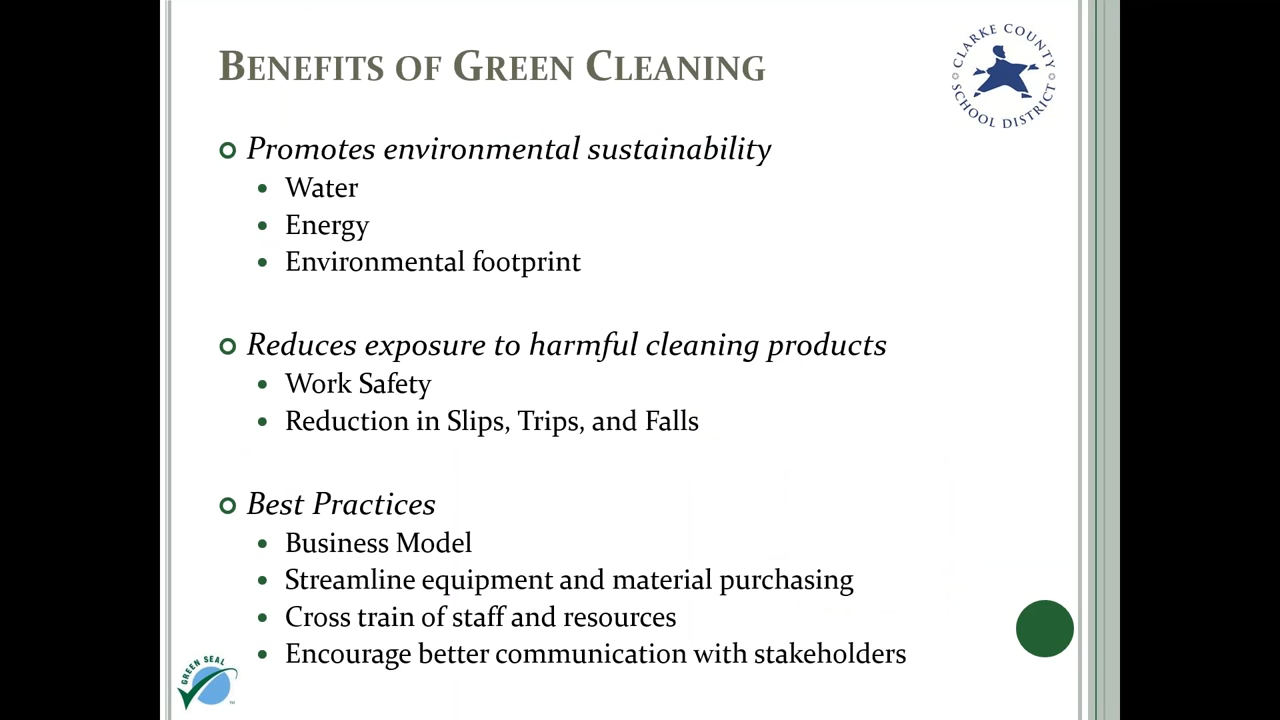 BENEFITS OF GREEN CLEANING
CLARKE COUNTY
SCHOOL DISTRICT
Promotes environmental sustainability
Water
Energy
Environmental footprint
Reduces exposure to harmful cleaning products
Work Safety
Reduction in Slips, Trips, and Falls
Best Practices
Business Model
Streamline equipment and material purchasing
Cross train of staff and resources
Encourage better communication with stakeholders
GREEN SEAL
™